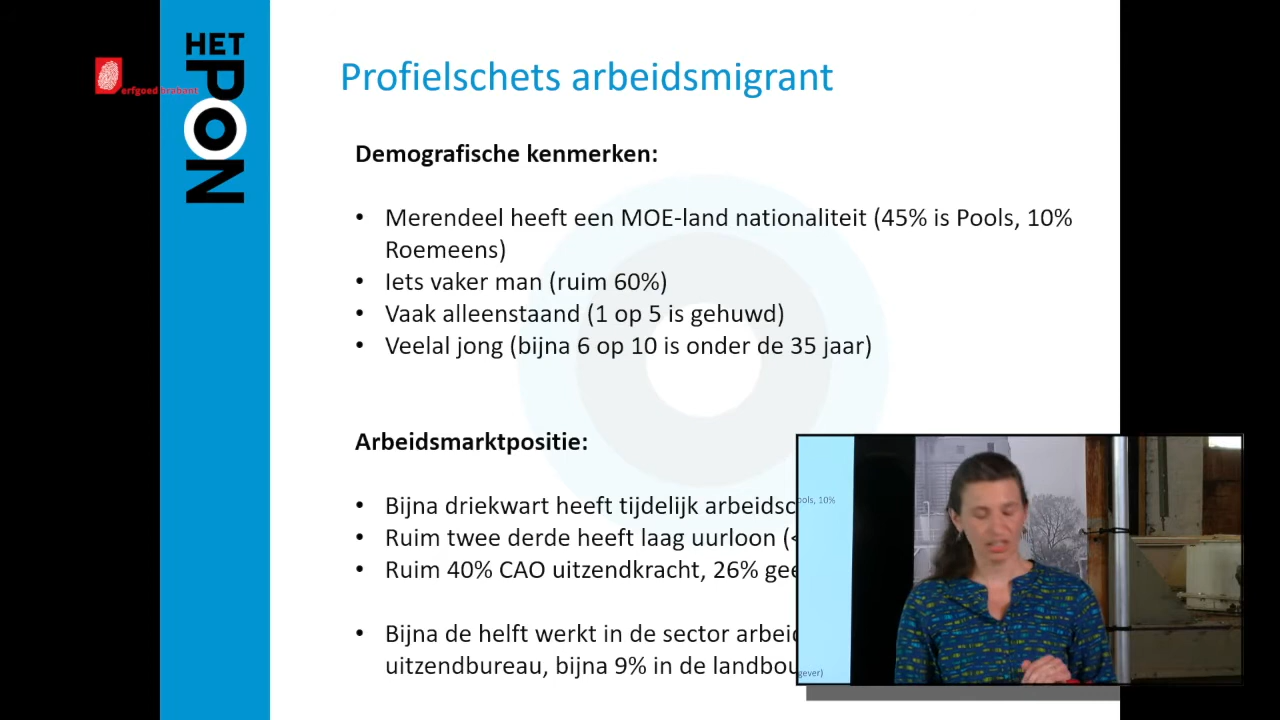 HET
PON
erfgoed brabant
Profielschets arbeidsmigrant
Demografische kenmerken:
• Merendeel heeft een MOE-land nationaliteit (45% is Pools, 10%
Roemeens)
• Iets vaker man (ruim 60%)
• Vaak alleenstaand (1 op 5 is gehuwd)
• Veelal jong (bijna 6 op 10 is onder de 35 jaar)
Arbeidsmarktpositie:
• Bijna driekwart heeft tijdelijk arbeidsc
• Ruim twee derde heeft laag uurloon (<
• Ruim 40% CAO uitzendkracht, 26% gee
• Bijna de helft werkt in de sector arbeid
uitzendbureau, bijna 9% in de landbou
ools, 10%
gever)